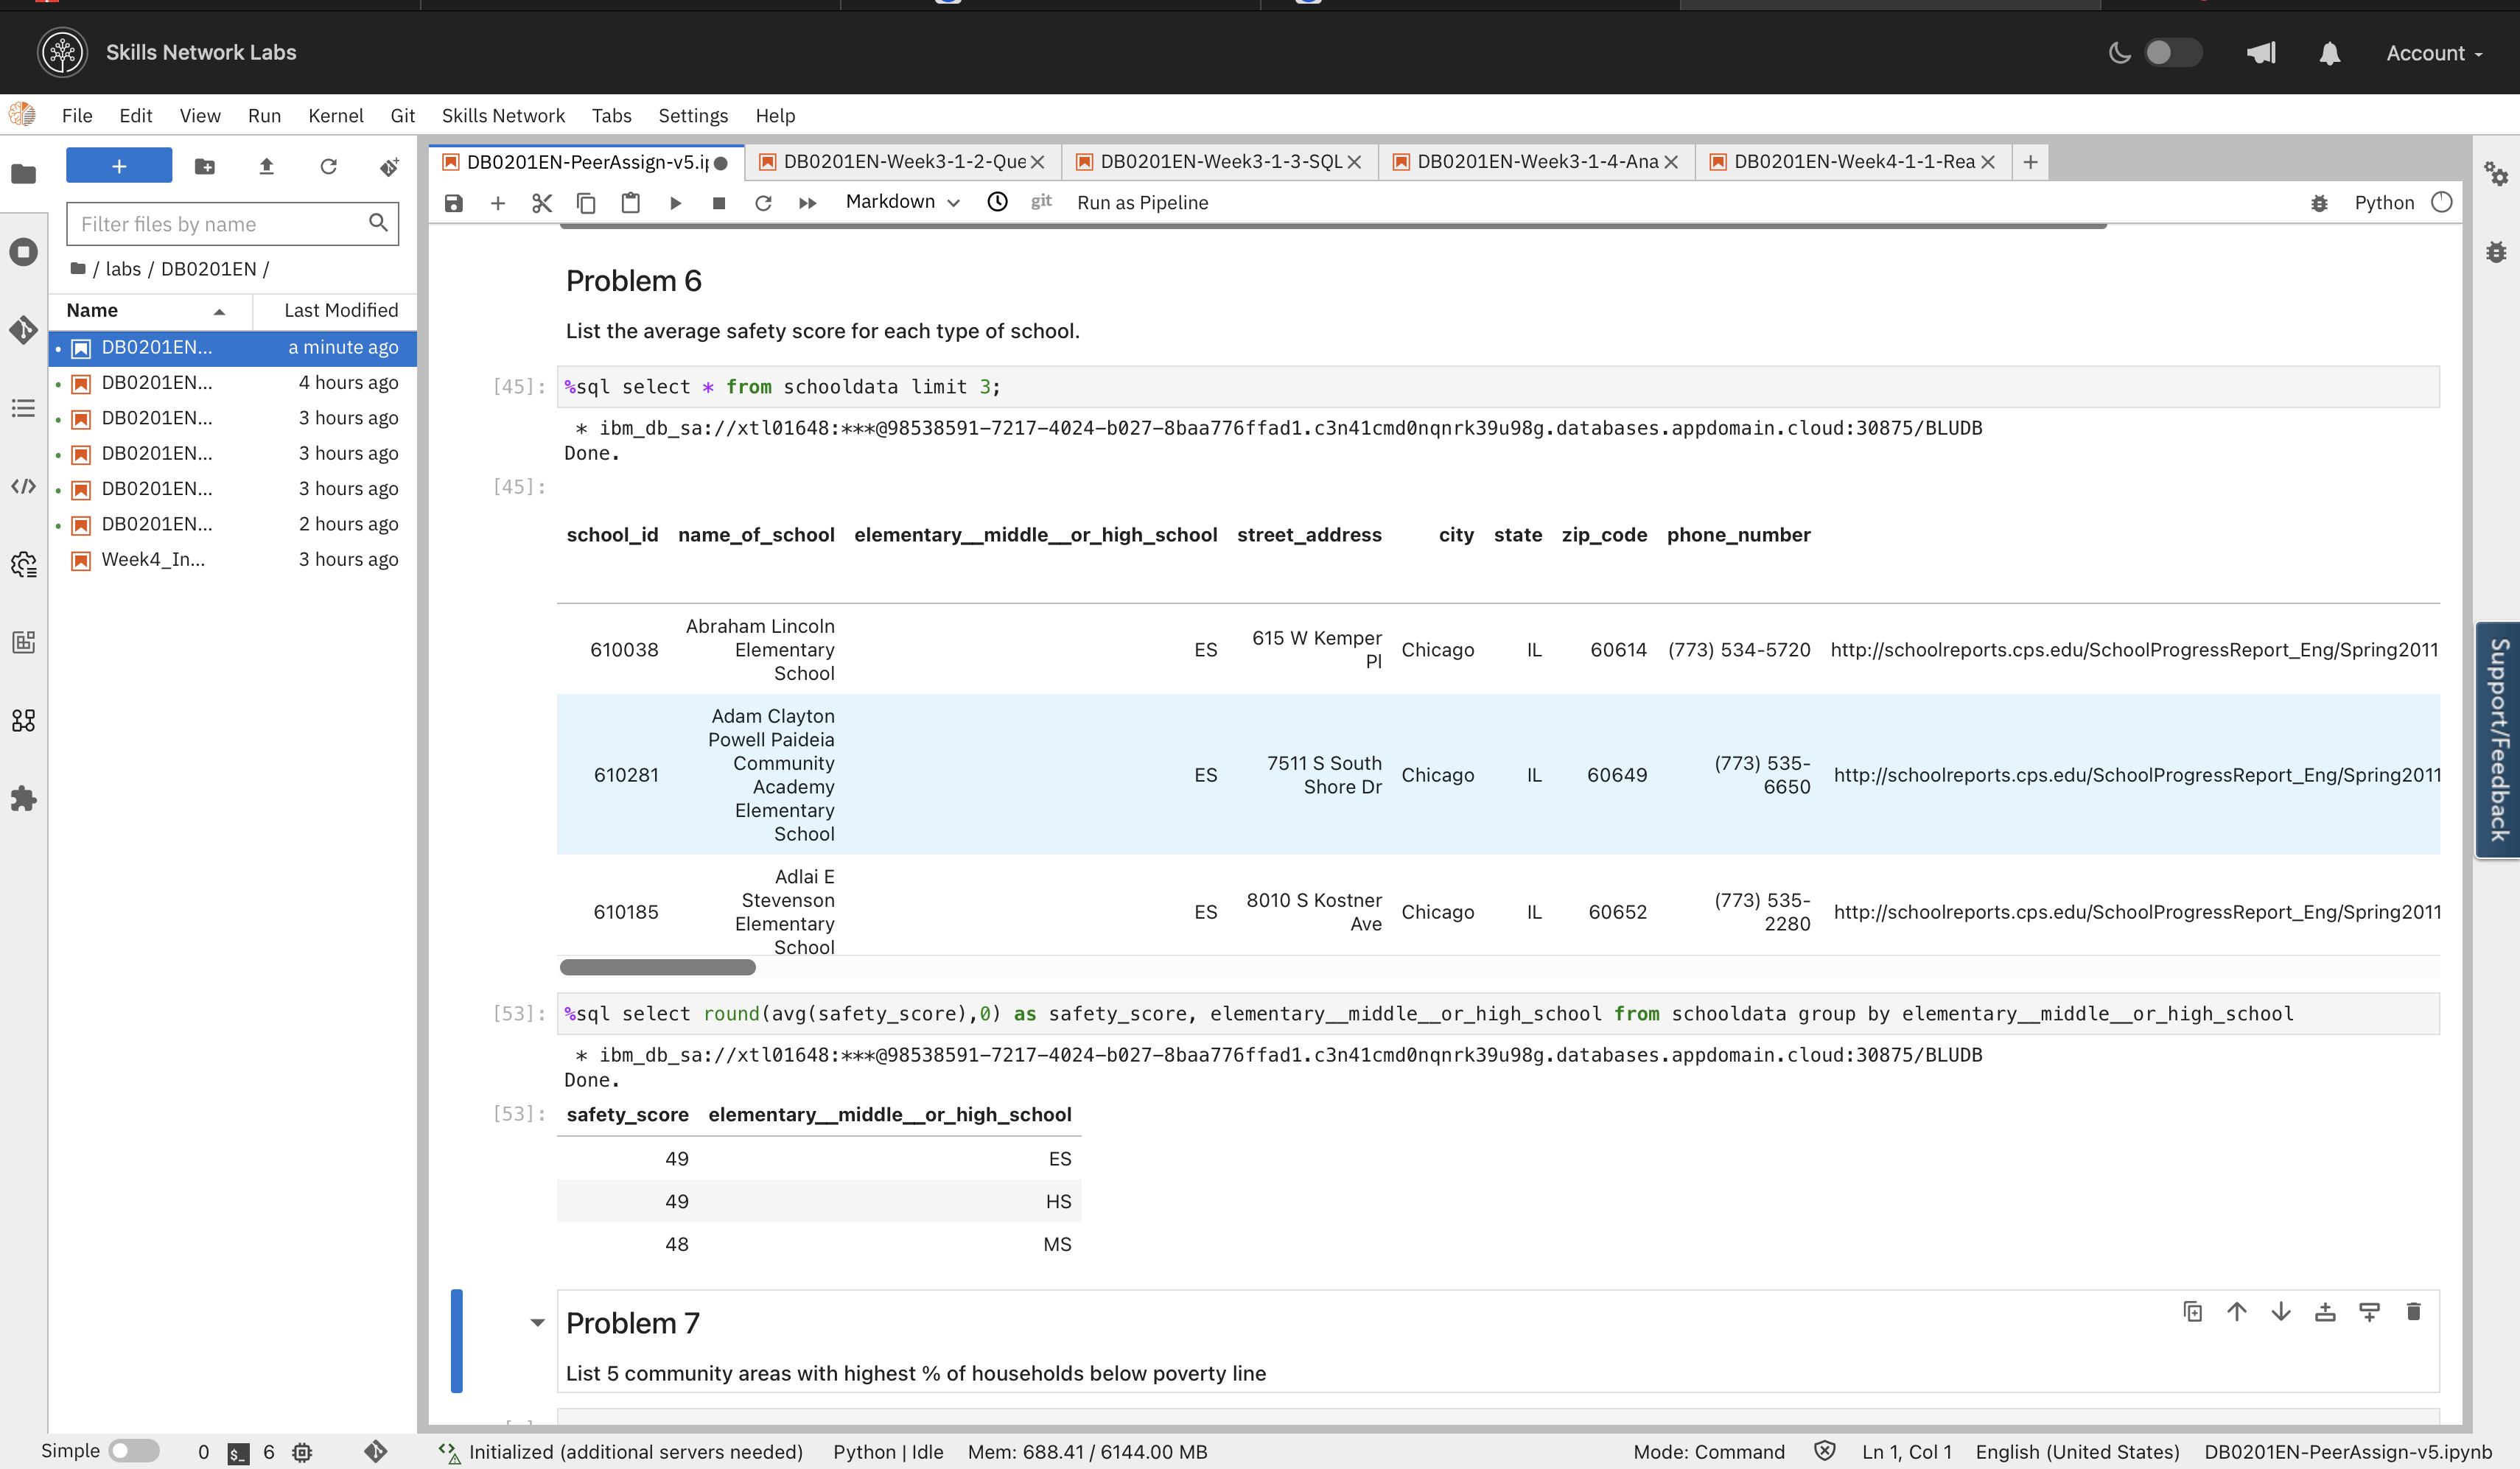 Skills Network Labs
Account
File Edit View Run Kernel Git Skills Network Tabs Settings Help
+
Filter files by name
/ labs / DB0201EN /
Name Last Modified
DB0201EN... a minute ago
DB0201EN... 4 hours ago
DB0201EN... 3 hours ago
DB0201EN... 3 hours ago
DB0201EN... 3 hours ago
DB0201EN... 2 hours ago
Week4_In... 3 hours ago
DB0201EN-PeerAssign-v5.ip DB0201EN-Week3-1-2-Que DB0201EN-Week3-1-3-SQL DB0201EN-Week3-1-4-Ana DB0201EN-Week4-1-1-Rea
Markdown git Run as Pipeline Python
Problem 6
List the average safety score for each type of school.
[45]: %sql select * from schooldata limit 3;
* ibm_db_sa://xtl01648:***@98538591-7217-4024-b027-8baa776ffad1.c3n41cmd0nqnrk39u98g.databases.appdomain.cloud:30875/BLUDB
Done.
[45]:
school_id name_of_school elementary__middle__or_high_school street_address city state zip_code phone_number
610038 Abraham Lincoln Elementary School ES 615 W Kemper Pl Chicago IL 60614 (773) 534-5720 http://schoolreports.cps.edu/SchoolProgressReport_Eng/Spring2011
610281 Adam Clayton Powell Paideia Community Academy Elementary School ES 7511 S South Shore Dr Chicago IL 60649 (773) 535-6650 http://schoolreports.cps.edu/SchoolProgressReport_Eng/Spring2011
610185 Adlai E Stevenson Elementary School ES 8010 S Kostner Ave Chicago IL 60652 (773) 535-2280 http://schoolreports.cps.edu/SchoolProgressReport_Eng/Spring2011
[53]: %sql select round(avg(safety_score),0) as safety_score, elementary__middle__or_high_school from schooldata group by elementary__middle__or_high_school
* ibm_db_sa://xtl01648:***@98538591-7217-4024-b027-8baa776ffad1.c3n41cmd0nqnrk39u98g.databases.appdomain.cloud:30875/BLUDB
Done.
[53]: safety_score elementary__middle__or_high_school
49 ES
49 HS
48 MS
Problem 7
List 5 community areas with highest % of households below poverty line
Support/Feedback
Simple 0 $_ 6 Initialized (additional servers needed) Python | Idle Mem: 688.41 / 6144.00 MB Mode: Command Ln 1, Col 1 English (United States) DB0201EN-PeerAssign-v5.ipynb